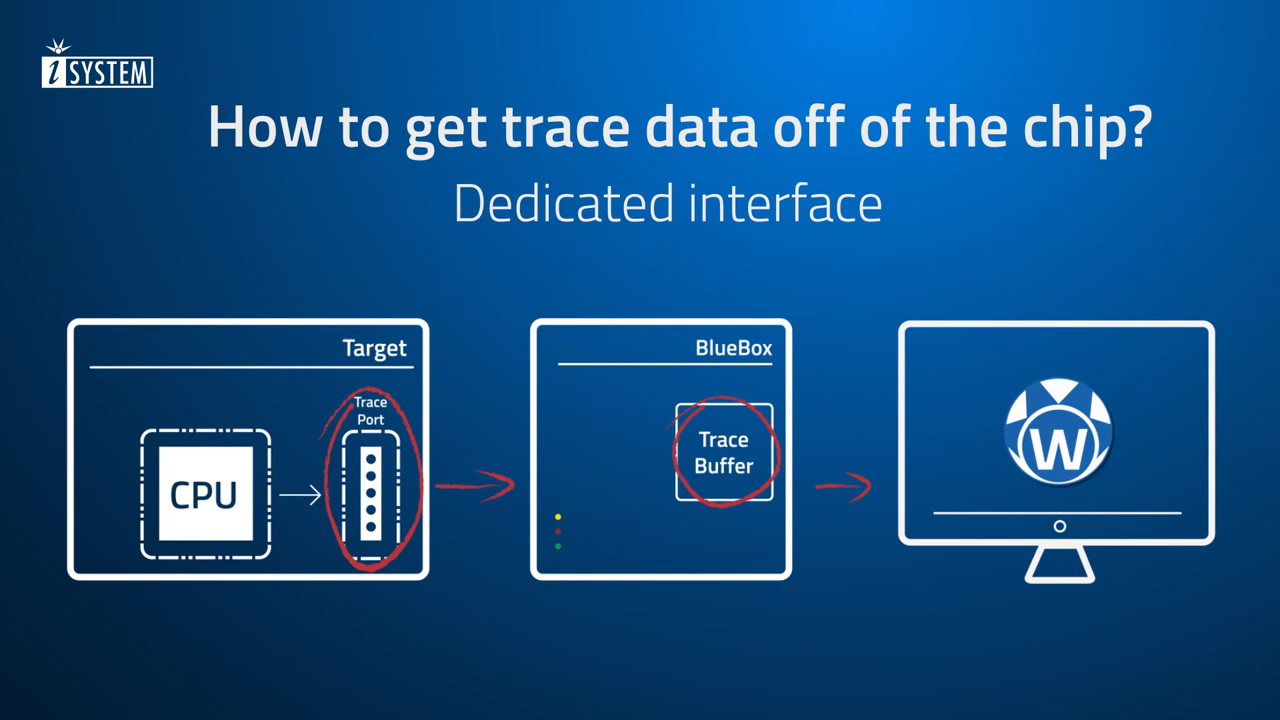 iSYSTEM
How to get trace data off of the chip?
Dedicated interface
Target
Trace
Port
CPU
BlueBox
Trace
Buffer
W